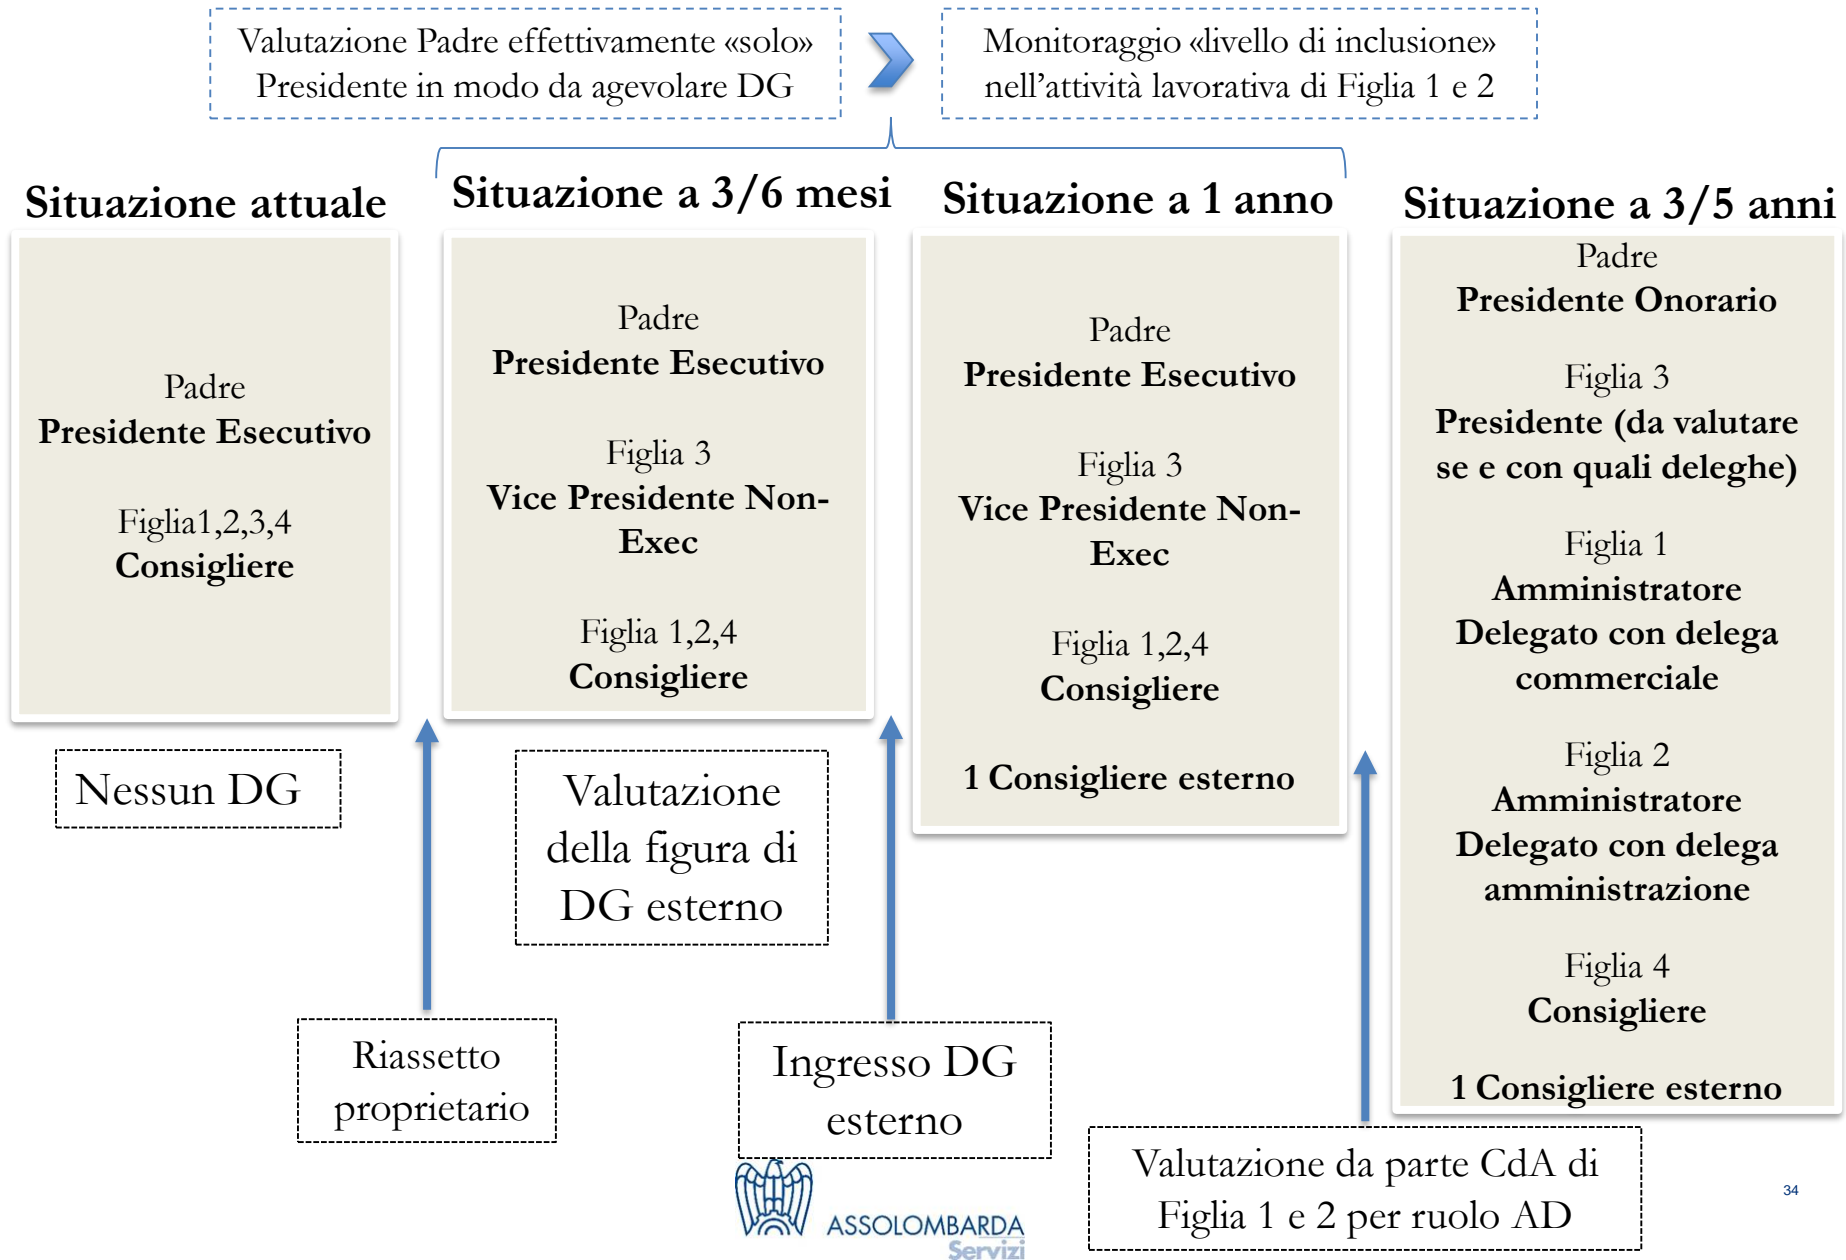 Valutazione Padre effettivamente «solo»
Presidente in modo da agevolare DG
Monitoraggio «livello di inclusione»
nell'attività lavorativa di Figlia 1 e 2
Situazione attuale
Padre
Presidente Esecutivo
Figlia1,2,3,4
Consigliere
Nessun DG
Riassetto
proprietario
Situazione a 3/6 mesi
Padre
Presidente Esecutivo
Figlia 3
Vice Presidente Non-
Exec
Figlia 1,2,4
Consigliere
Valutazione
della figura di
DG esterno
Ingresso DG
esterno
Situazione a 1 anno
Padre
Presidente Esecutivo
Figlia 3
Vice Presidente Non-
Exec
Figlia 1,2,4
Consigliere
1 Consigliere esterno
Valutazione da parte CdA di
Figlia 1 e 2 per ruolo AD
Situazione a 3/5 anni
Padre
Presidente Onorario
Figlia 3
Presidente (da valutare
se e con quali deleghe)
Figlia 1
Amministratore
Delegato con delega
commerciale
Figlia 2
Amministratore
Delegato con delega
amministrazione
Figlia 4
Consigliere
1 Consigliere esterno
ASSOLOMBARDA
Servizi
34